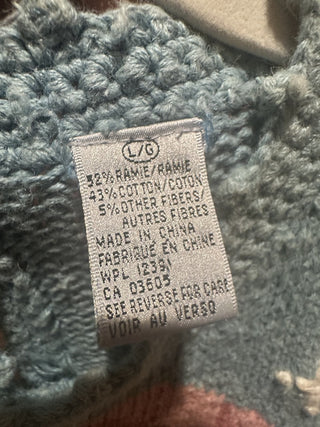 L/G
52% RAMIE/RAMIE
43% COTTON/COTON
5% OTHER FIBERS/
AUTRES FIBRES
MADE IN CHINA
FABRIQUE EN CHINE
WPL 12391
CA 03605
SEE REVERSE FOR CARE
VOIR AU VERSO